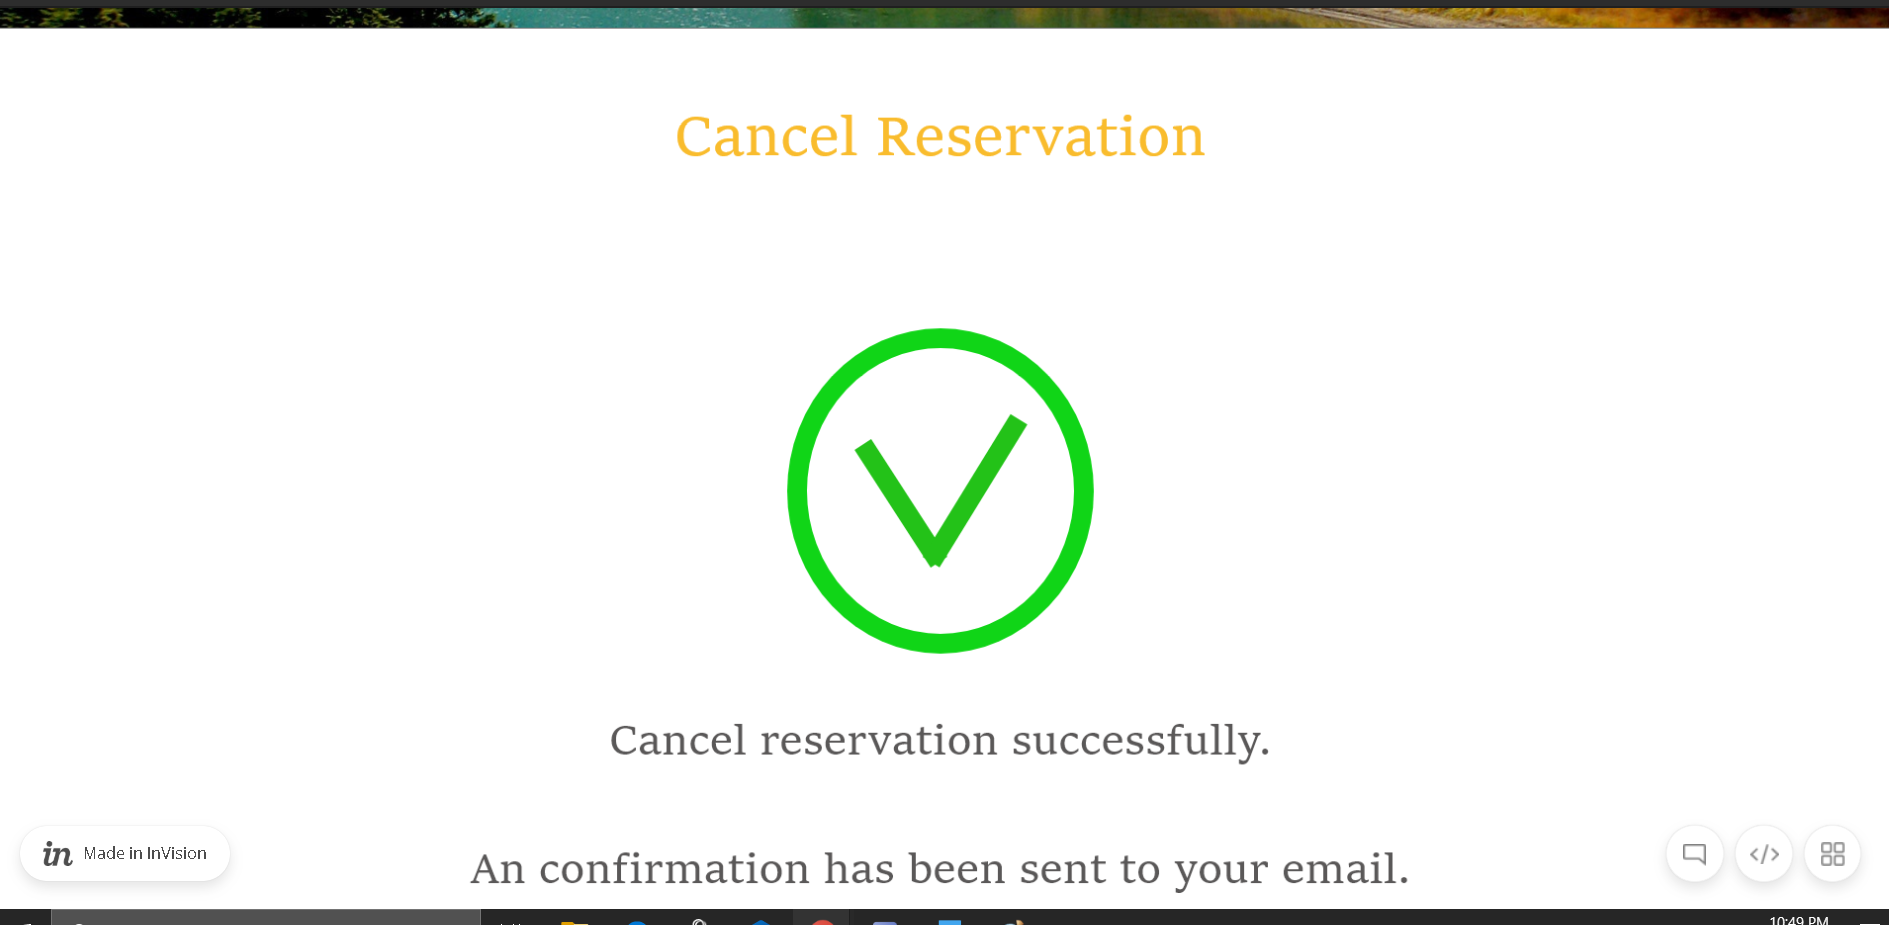 Cancel Reservation
Cancel reservation successfully.
An confirmation has been sent to your email.
in Made in InVision
</>
10:49 PM